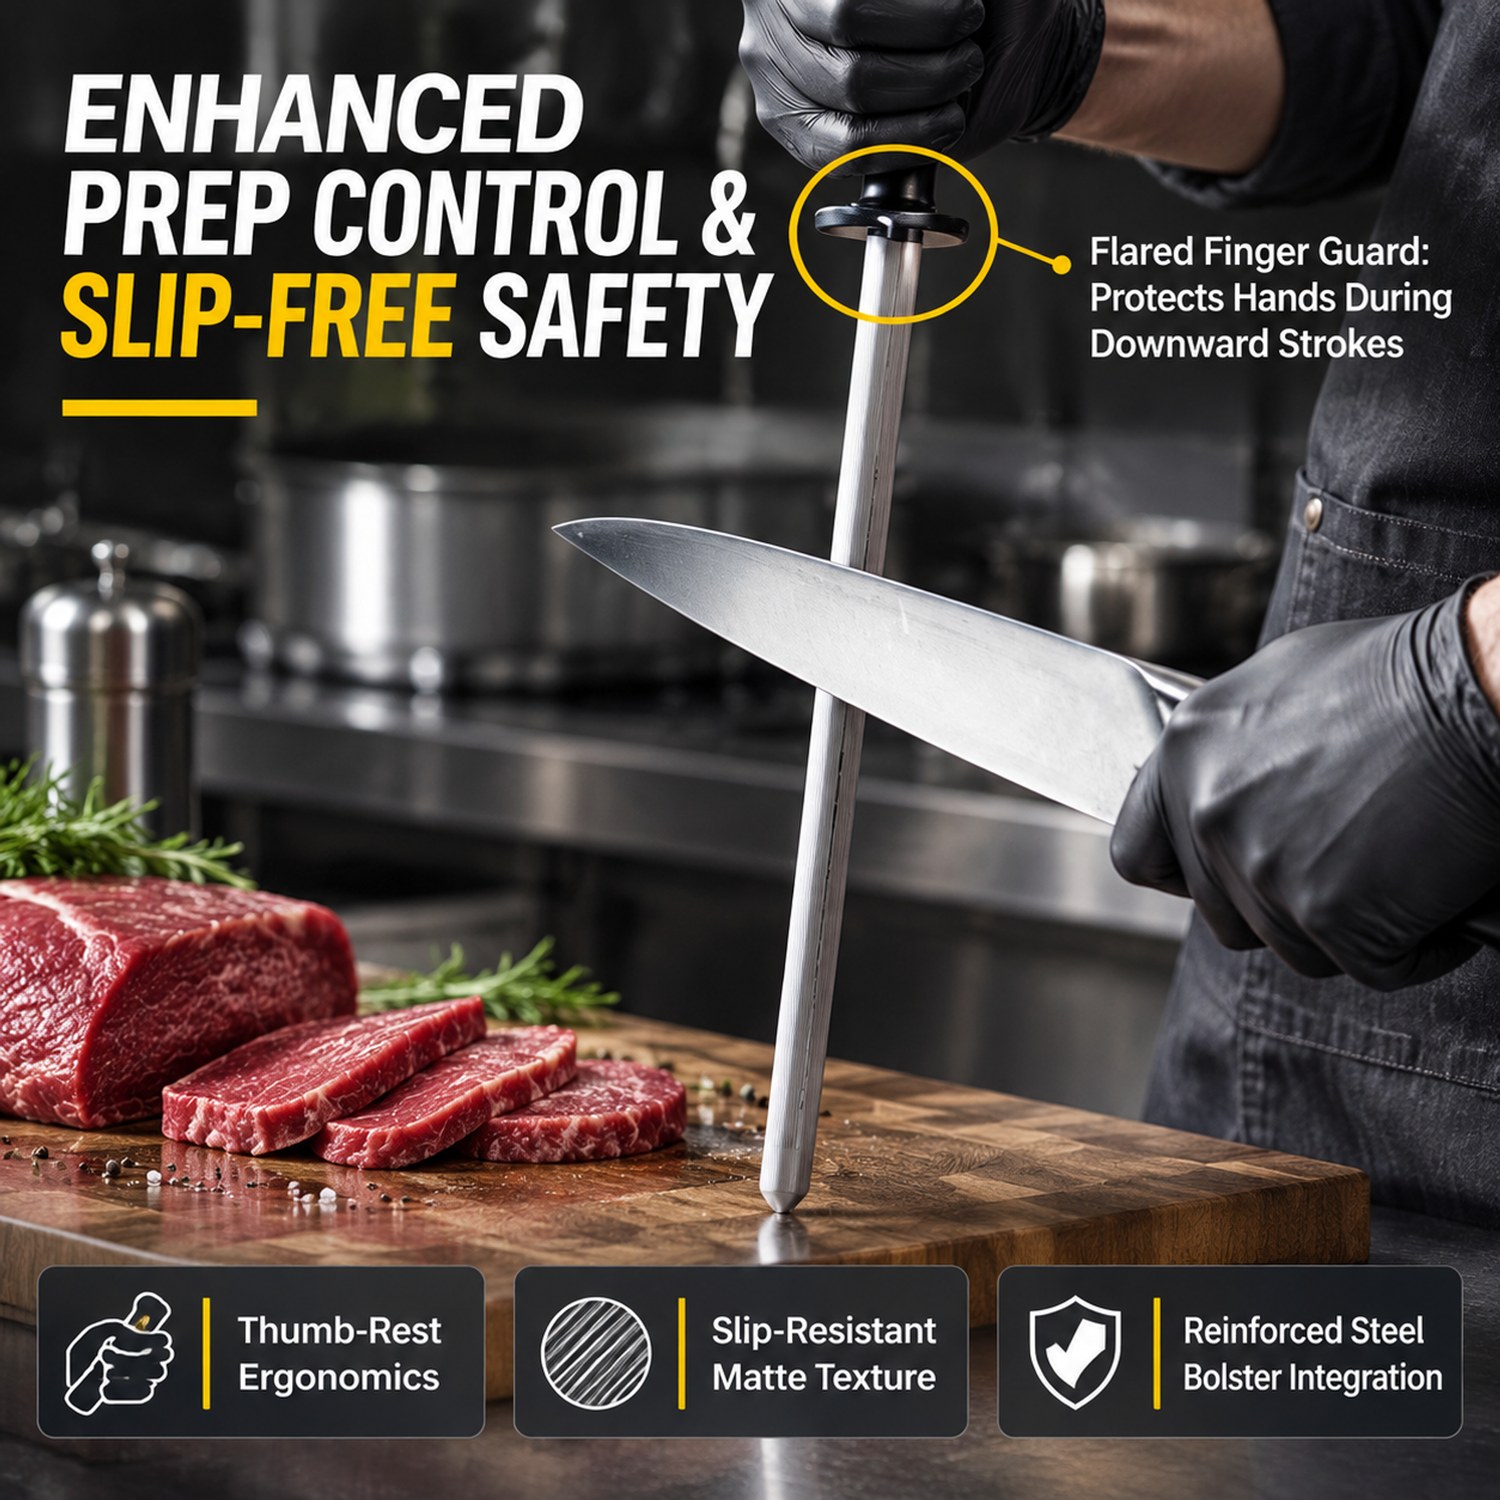 ENHANCED
PREP CONTROL &
SLIP-FREE SAFETY
Flared Finger Guard:
Protects Hands During
Downward Strokes
Thumb-Rest
Ergonomics
Slip-Resistant
Matte Texture
Reinforced Steel
Bolster Integration